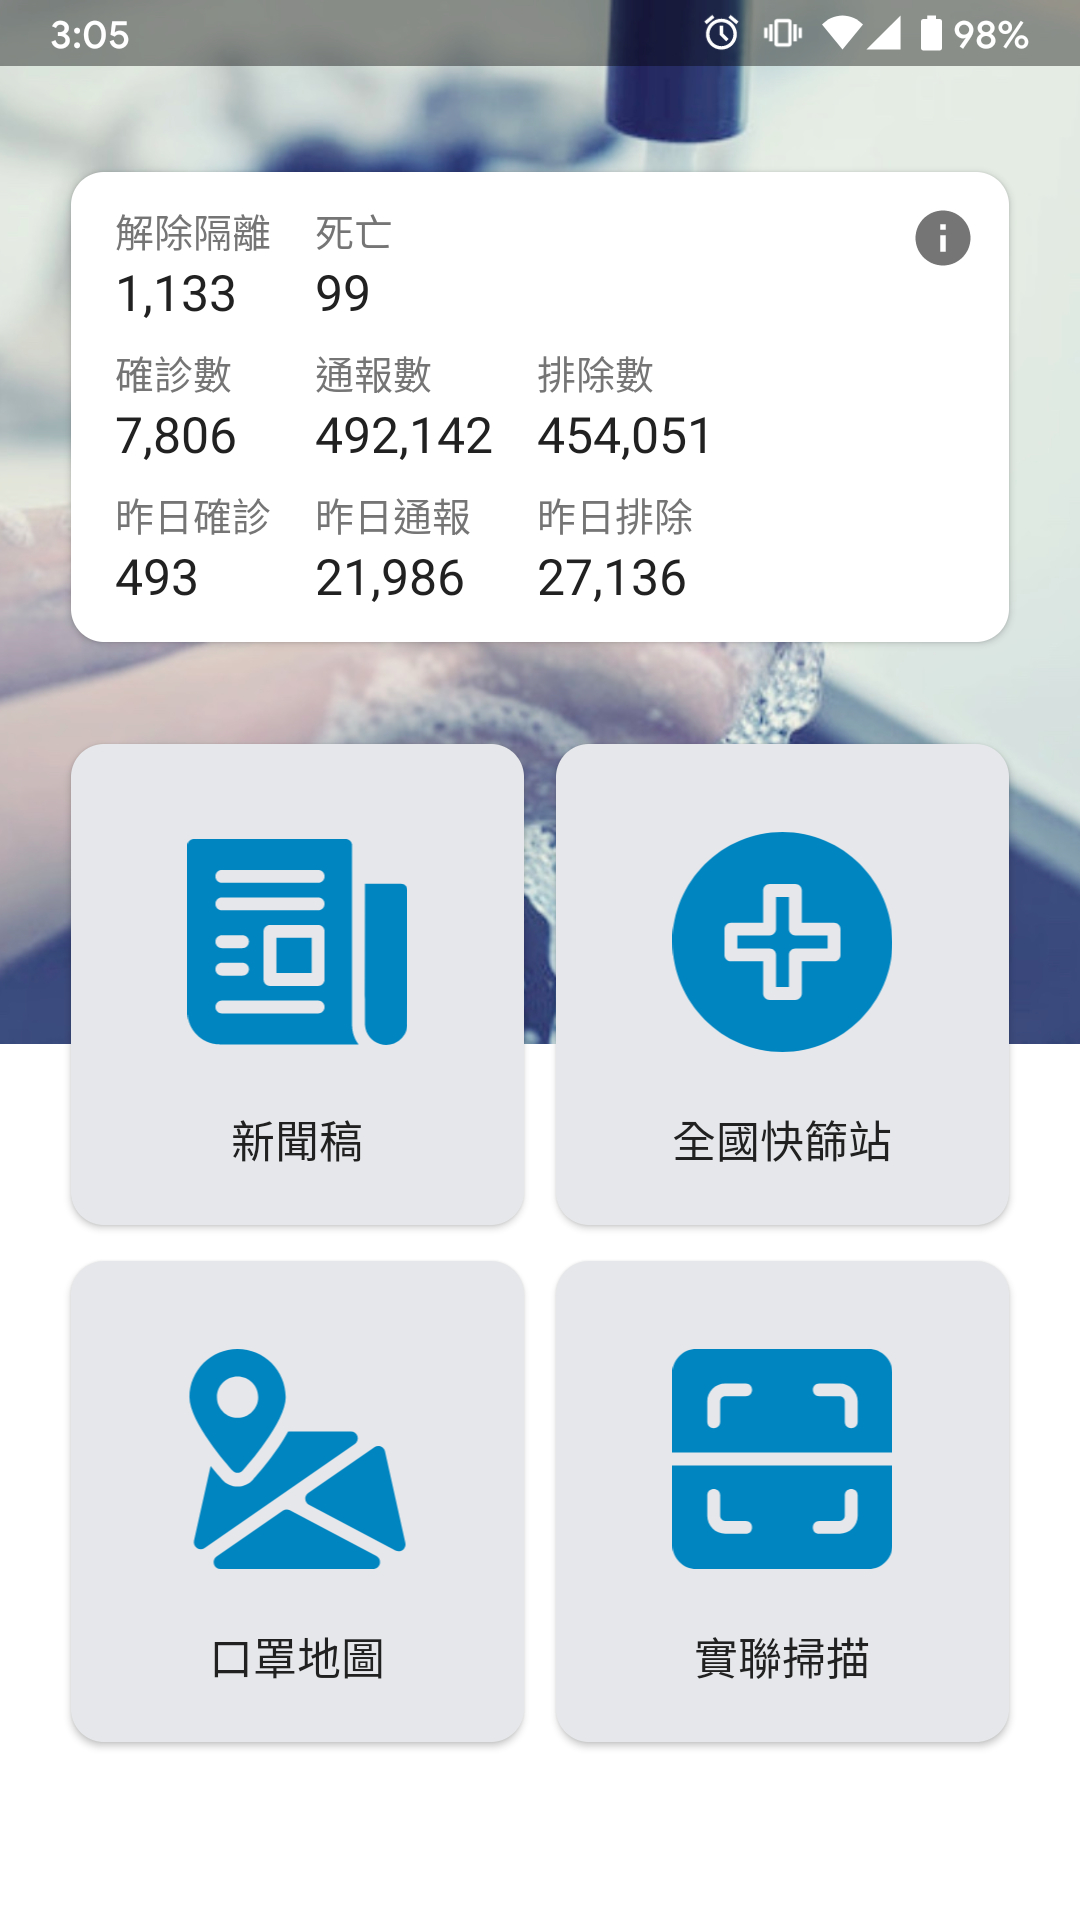 3:05 98%
解除隔離 死亡
1,133 99
確診數 通報數 排除數
7,806 492,142 454,051
昨日確診 昨日通報 昨日排除
493 21,986 27,136
新聞稿 全國快篩站
口罩地圖 實聯掃描